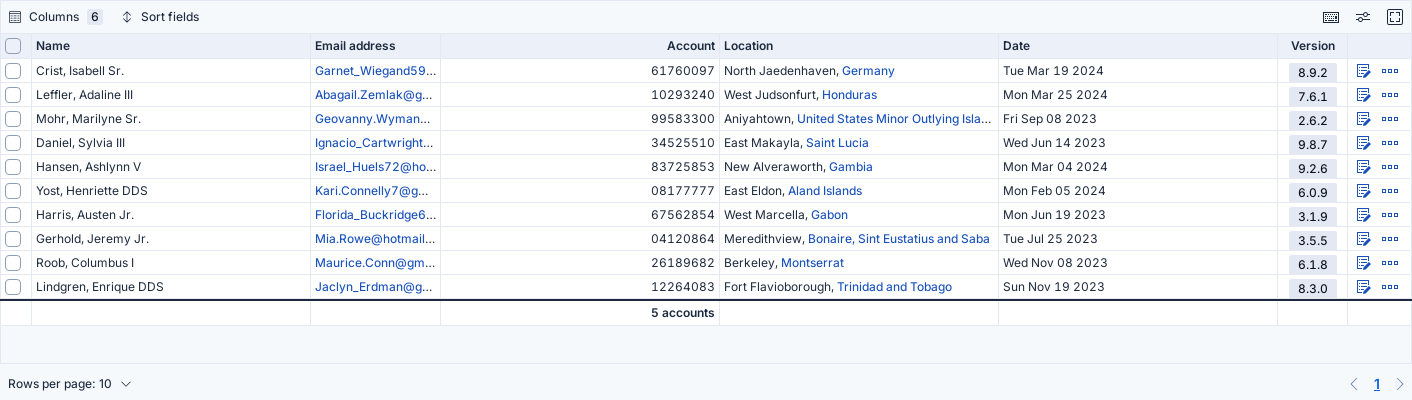 Columns 6 Sort fields
Name Email address Account Location Date Version
Crist, Isabell Sr. Garnet_Wiegand59... 61760097 North Jaedenhaven, Germany Tue Mar 19 2024 8.9.2
Leffler, Adaline III Abagail.Zemlak@g... 10293240 West Judsonfurt, Honduras Mon Mar 25 2024 7.6.1
Mohr, Marilyne Sr. Geovanny.Wyman... 99583300 Aniyahtown, United States Minor Outlying Isla... Fri Sep 08 2023 2.6.2
Daniel, Sylvia III Ignacio_Cartwright... 34525510 East Makayla, Saint Lucia Wed Jun 14 2023 9.8.7
Hansen, Ashlynn V Israel_Huels72@ho... 83725853 New Alveraworth, Gambia Mon Mar 04 2024 9.2.6
Yost, Henriette DDS Kari.Connelly7@g... 08177777 East Eldon, Aland Islands Mon Feb 05 2024 6.0.9
Harris, Austen Jr. Florida_Buckridge6... 67562854 West Marcella, Gabon Mon Jun 19 2023 3.1.9
Gerhold, Jeremy Jr. Mia.Rowe@hotmail... 04120864 Meredithview, Bonaire, Sint Eustatius and Saba Tue Jul 25 2023 3.5.5
Roob, Columbus I Maurice.Conn@gm... 26189682 Berkeley, Montserrat Wed Nov 08 2023 6.1.8
Lindgren, Enrique DDS Jaclyn_Erdman@g... 12264083 Fort Flavioborough, Trinidad and Tobago Sun Nov 19 2023 8.3.0
5 accounts
Rows per page: 10 1